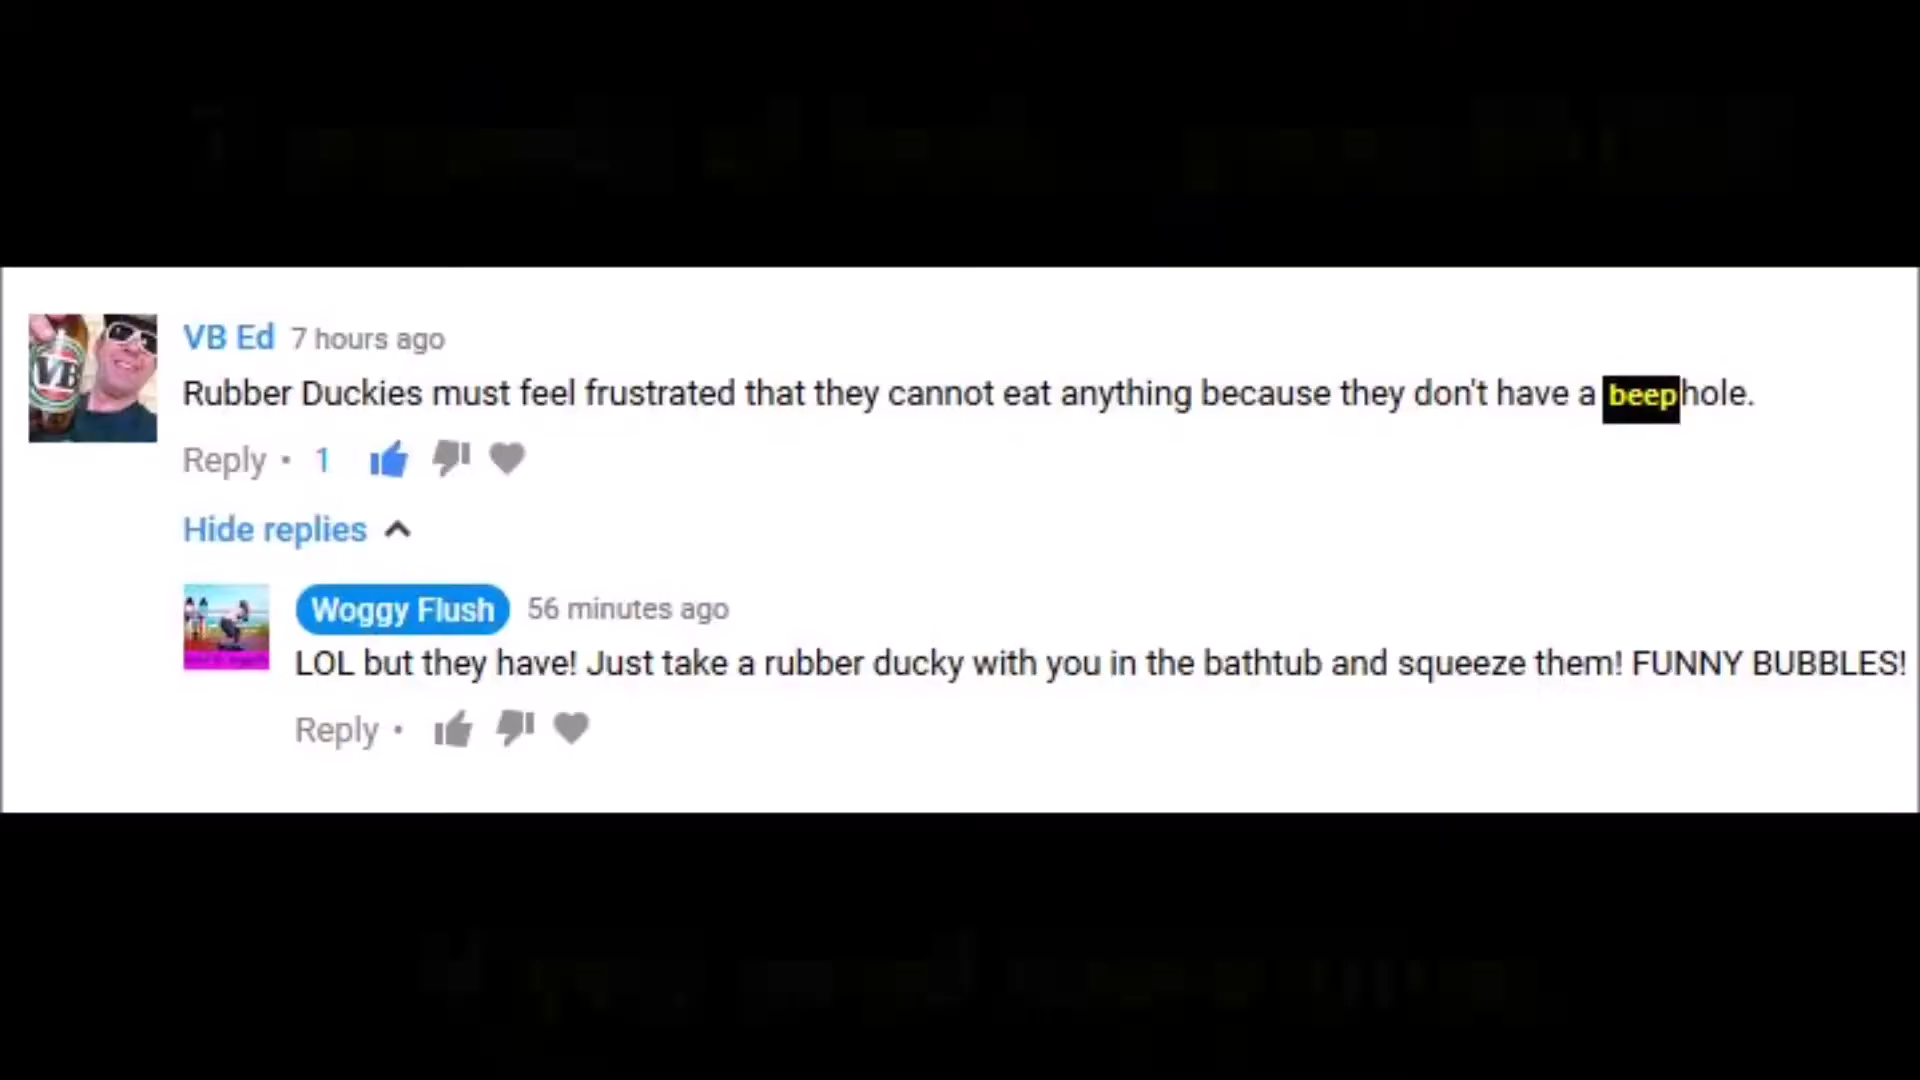 VB Ed 7 hours ago
Rubber Duckies must feel frustrated that they cannot eat anything because they don't have a beephole.
Reply • 1
Hide replies
Woggy Flush 56 minutes ago
LOL but they have! Just take a rubber ducky with you in the bathtub and squeeze them! FUNNY BUBBLES!
Reply •
VB